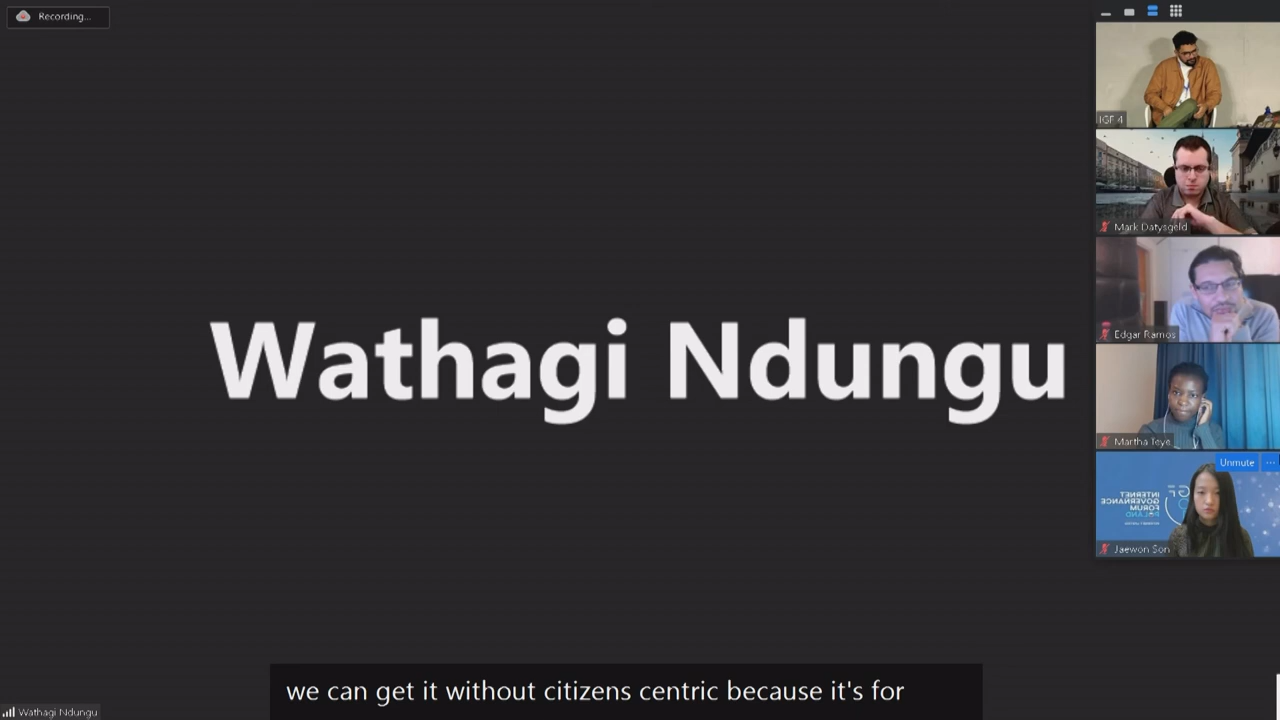 Recording...
IGF 4
Mark Datysgeld
Edgar Ramos
Martha Teye
Unmute
INTERNET
GOVERNANCE
FORUM
POLAND
Jaewon Son
Wathagi Ndungu
we can get it without citizens centric because it's for
Wathagi Ndungu